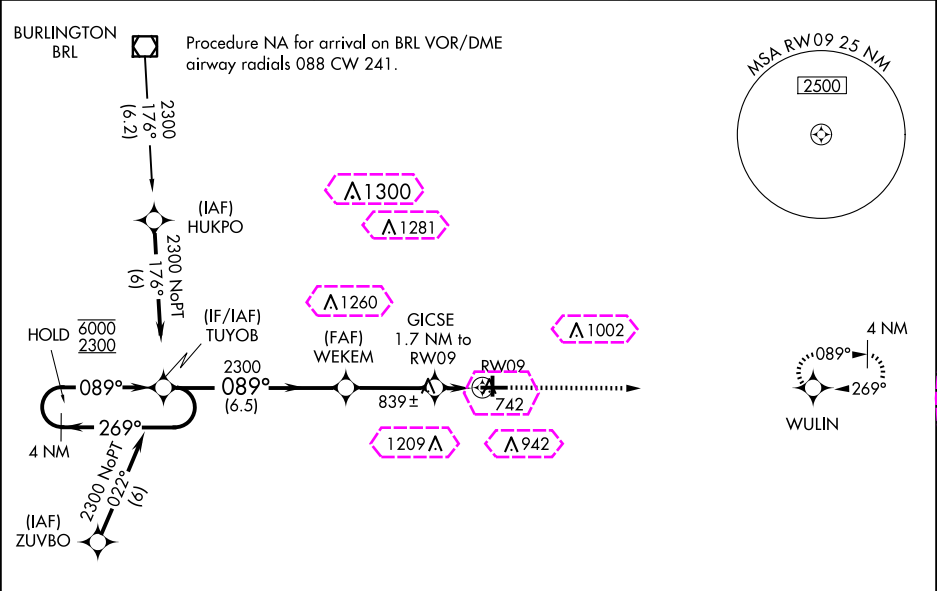 BURLINGTON
BRL
Procedure NA for arrival on BRL VOR/DME
airway radials 088 CW 241.
MSA RW09 25 NM
2500
2300
176°
(6.2)
(IAF)
HUKPO
2300 NoPT
176°
(6)
1300
1281
1260
1002
HOLD
6000
2300
(IF/IAF)
TUYOB
(FAF)
WEKEM
GICSE
1.7 NM to
RW09
RW09
742
089°
269°
4 NM
2300
089°
(6.5)
839±
1209
942
4 NM
089°
269°
WULIN
2300 NoPT
022°
(6)
(IAF)
ZUVBO